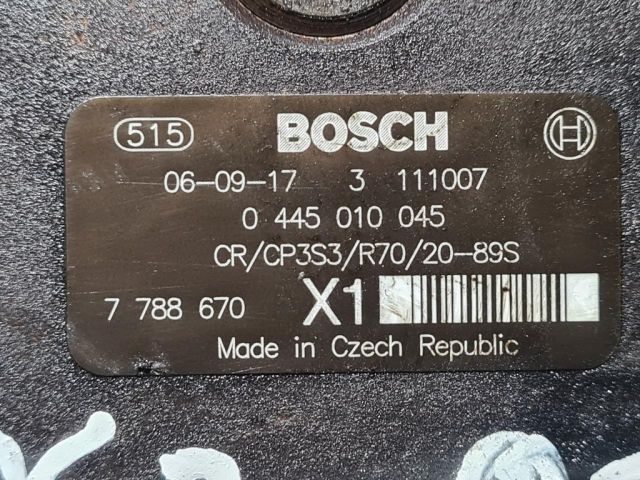 515 BOSCH
06-09-17 3 111007
0 445 010 045
CR/CP3S3/R70/20-89S
7 788 670 X1
Made in Czech Republic